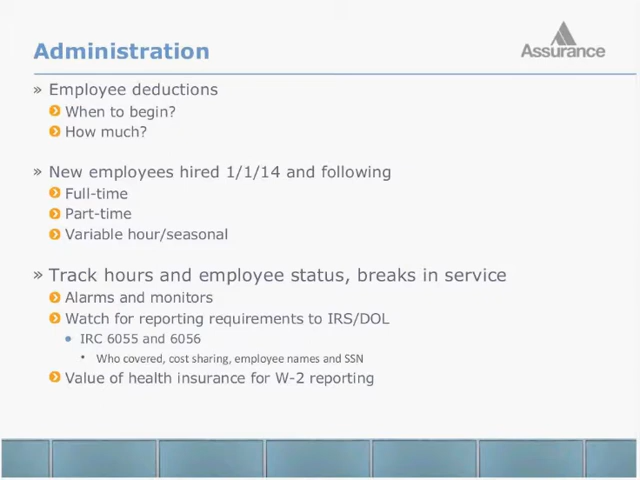 Administration
Assurance
» Employee deductions
When to begin?
How much?
» New employees hired 1/1/14 and following
Full-time
Part-time
Variable hour/seasonal
» Track hours and employee status, breaks in service
Alarms and monitors
Watch for reporting requirements to IRS/DOL
• IRC 6055 and 6056
• Who covered, cost sharing, employee names and SSN
Value of health insurance for W-2 reporting